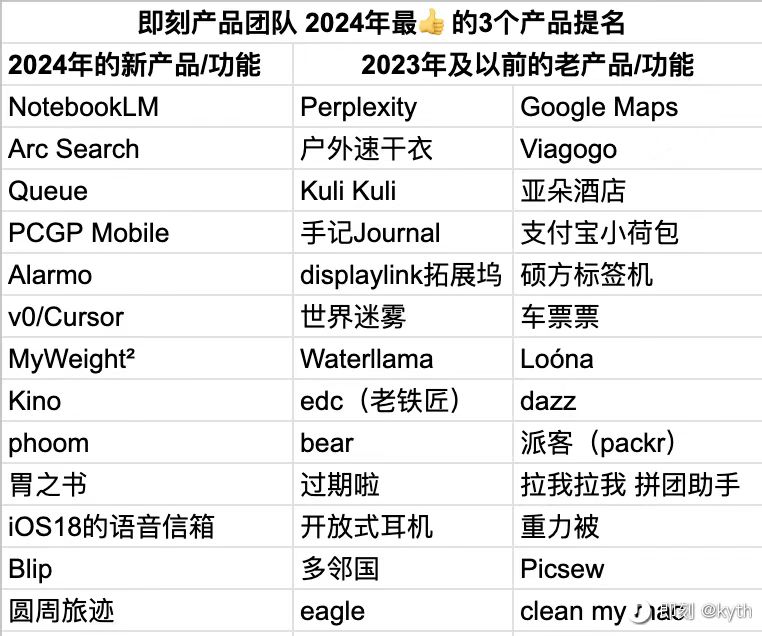 即刻产品团队 2024年最👍的3个产品提名
2024年的新产品/功能 2023年及以前的老产品/功能
NotebookLM Perplexity Google Maps
Arc Search 户外速干衣 Viagogo
Queue Kuli Kuli 亚朵酒店
PCGP Mobile 手记Journal 支付宝小荷包
Alarmo displaylink拓展坞 硕方标签机
v0/Cursor 世界迷雾 车票票
MyWeight² Waterllama Loóna
Kino edc（老铁匠） dazz
phoom bear 派客（packr）
胃之书 过期啦 拉我拉我 拼团助手
iOS18的语音信箱 开放式耳机 重力被
Blip 多邻国 Picsew
圆周旅迹 eagle clean my mac
即刻 @kyth